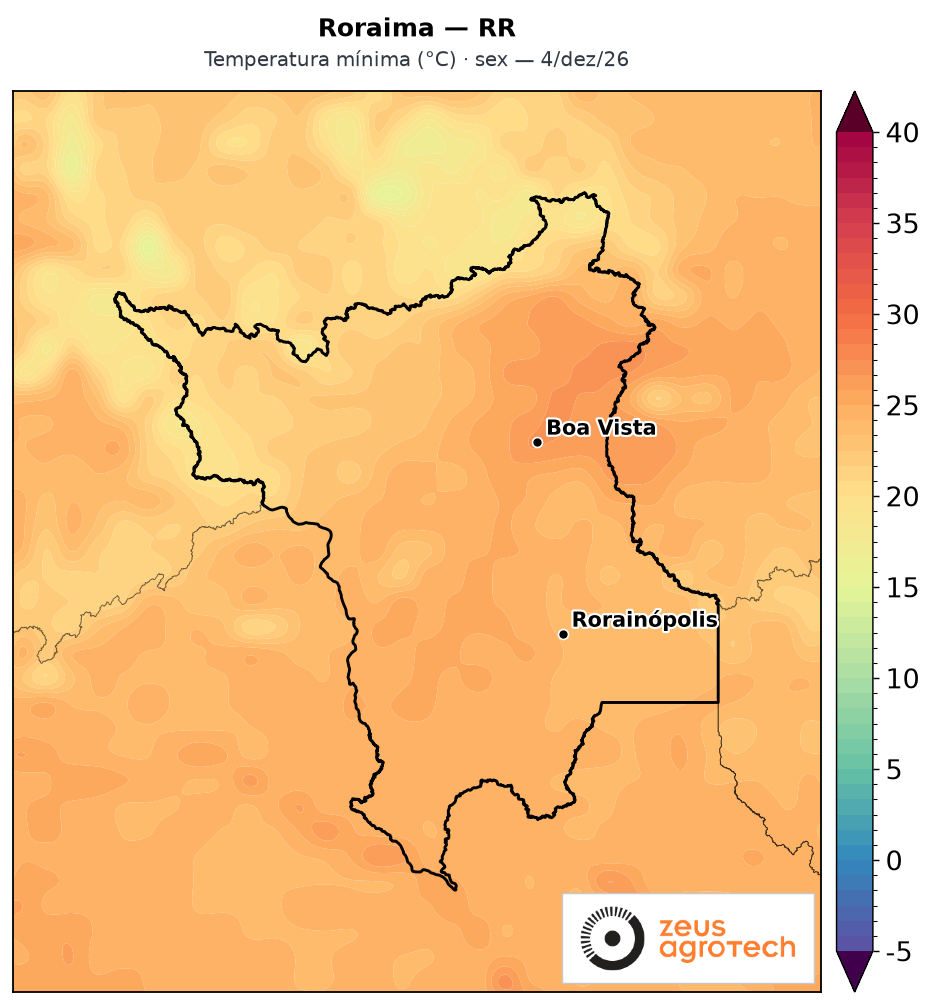 Roraima — RR
Temperatura mínima (°C) · sex — 4/dez/26
40
35
30
25
20
15
10
5
0
-5
Boa Vista
Rorainópolis
zeus
agrotech